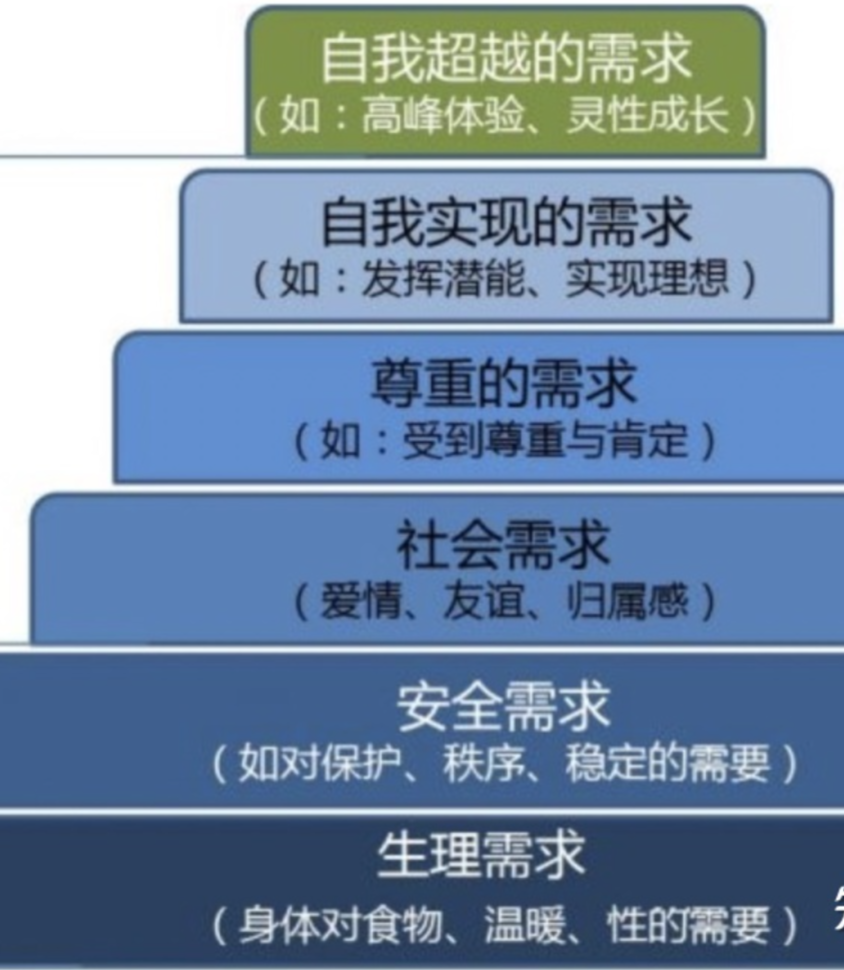 自我超越的需求
（如：高峰体验、灵性成长）
自我实现的需求
（如：发挥潜能、实现理想）
尊重的需求
（如：受到尊重与肯定）
社会需求
（爱情、友谊、归属感）
安全需求
（如对保护、秩序、稳定的需要）
生理需求
（身体对食物、温暖、性的需要）